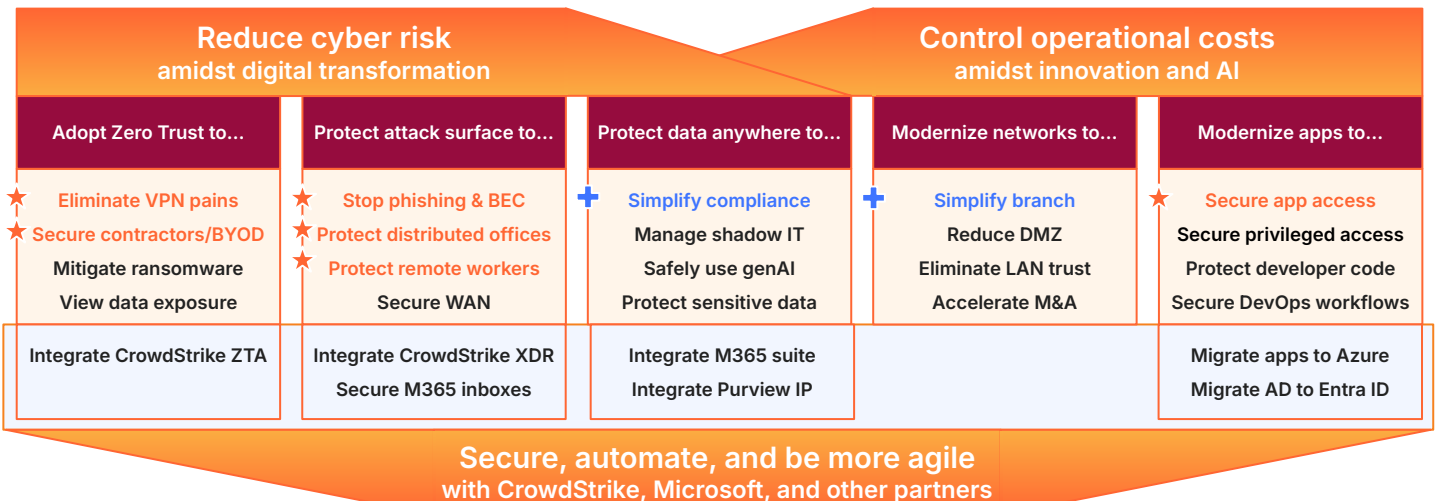 Reduce cyber risk
amidst digital transformation
Control operational costs
amidst innovation and AI
Adopt Zero Trust to...
Protect attack surface to...
Protect data anywhere to...
Modernize networks to...
Modernize apps to...
Eliminate VPN pains
Secure contractors/BYOD
Mitigate ransomware
View data exposure
Stop phishing & BEC
Protect distributed offices
Protect remote workers
Secure WAN
Simplify compliance
Manage shadow IT
Safely use genAI
Protect sensitive data
Simplify branch
Reduce DMZ
Eliminate LAN trust
Accelerate M&A
Secure app access
Secure privileged access
Protect developer code
Secure DevOps workflows
Integrate CrowdStrike ZTA
Integrate CrowdStrike XDR
Secure M365 inboxes
Integrate M365 suite
Integrate Purview IP
Migrate apps to Azure
Migrate AD to Entra ID
Secure, automate, and be more agile
with CrowdStrike, Microsoft, and other partners